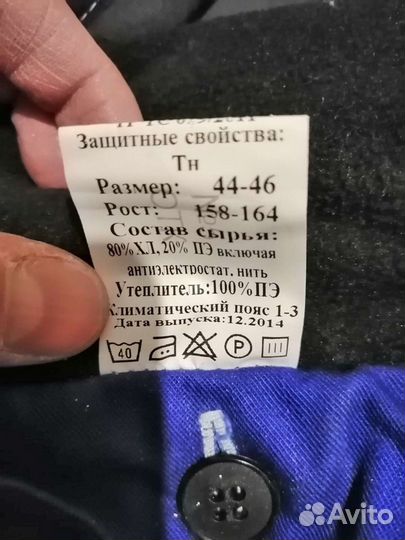 Защитные свойства:
Тн
Размер: 44-46
Рост: 158-164
Состав сырья:
80% ХЛ, 20% ПЭ включая
антиэлектростат. нить
Утеплитель:100%ПЭ
Климатический пояс 1-3
Дата выпуска:12.2014
40 P
Avito